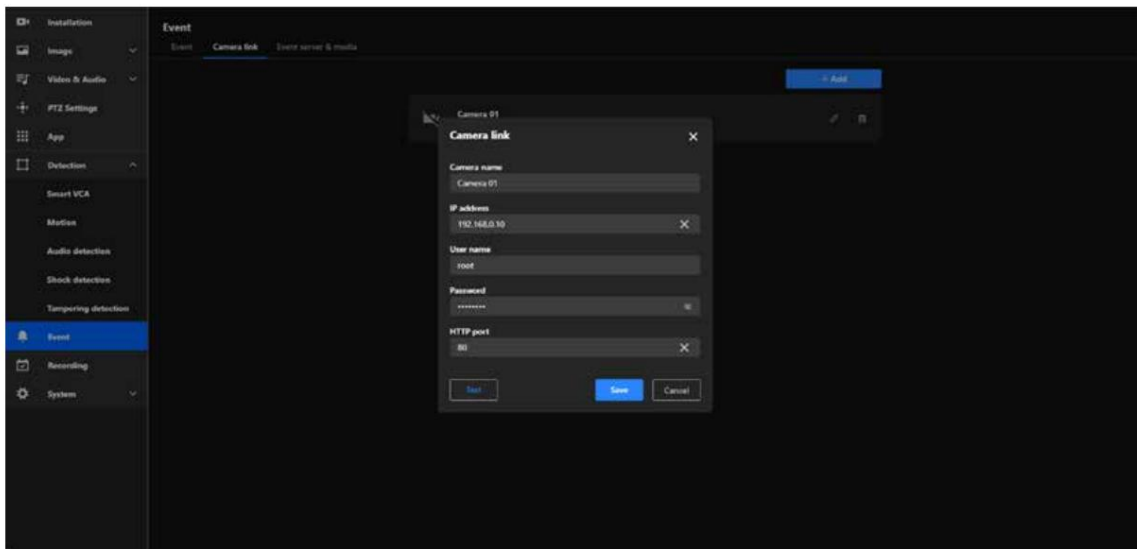 Installation
Image
Video & Audio
PTZ Settings
App
Detection
Smart VCA
Motion
Audio detection
Shock detection
Tampering detection
Event
Recording
System
Event
Event
Camera link
Event server & media
+ Add
Camera 01
Camera link
Camera name
Camera 01
IP address
192.168.0.10
User name
root
Password
••••••••
HTTP port
80
Test
Save
Cancel